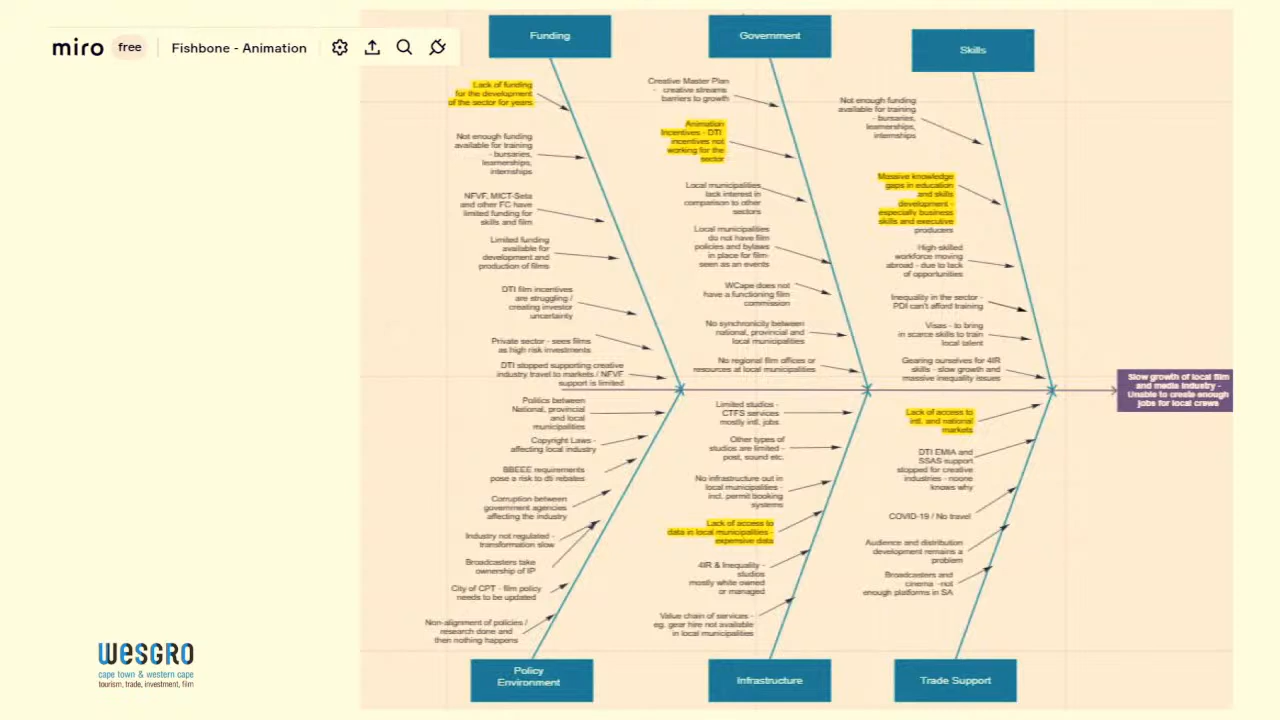 miro
free
Fishbone - Animation
Funding
Lack of funding
for the development
of the sector for years
Not enough funding
available for training
- bursaries,
learnerships,
internships
NFVF, MICT-Seta
and other FC have
limited funding for
skills and film
Limited funding
available for
development and
production of films
DTI film incentives
are struggling /
creating investor
uncertainty
Private sector - sees films
as high risk investments
DTI stopped supporting creative
industry travel to markets / NFVF
support is limited
Government
Creative Master Plan
- creative streams
barriers to growth
Animation
Incentives - DTI
incentives not
working for the
sector
Local municipalities
lack interest in
comparison to other
sectors
Local municipalities
do not have film
policies and bylaws
in place for film-
seen as an events
WCape does not
have a functioning film
commission
No synchronicity between
national, provincial and
local municipalities
No regional film offices or
resources at local municipalities
Skills
Not enough funding
available for training
- bursaries,
learnerships,
internships
Massive knowledge
gaps in education
and skills
development -
especially business
skills and executive
producers
High-skilled
workforce moving
abroad - due to lack
of opportunities
Inequality in the sector -
PDI can't afford training
Visas - to bring
in scarce skills to train
local talent
Gearing ourselves for 4IR
skills - slow growth and
massive inequality issues
Slow growth of local film
and media industry -
Unable to create enough
jobs for local crews
Politics between
National, provincial
and local
municipalities
Copyright Laws -
affecting local industry
BBEEE requirements
pose a risk to dti rebates
Corruption between
government agencies
affecting the industry
Industry not regulated -
transformation slow
Broadcasters take
ownership of IP
City of CPT - film policy
needs to be updated
Non-alignment of policies /
research done and
then nothing happens
Policy
Environment
Limited studios -
CTFS services
mostly intl. jobs
Other types of
studios are limited -
post, sound etc.
No infrastructure out in
local municipalities -
incl. permit booking
systems
Lack of access to
data in local municipalities -
expensive data
4IR & Inequality -
studios
mostly white owned
or managed
Value chain of services -
eg. gear hire not available
in local municipalities
Infrastructure
Lack of access to
intl. and national
markets
DTI EMIA and
SSAS support
stopped for creative
industries - noone
knows why
COVID-19 / No travel
Audience and distribution
development remains a
problem
Broadcasters and
cinema -not
enough platforms in SA
Trade Support
wesgro
cape town & western cape
tourism, trade, investment, film